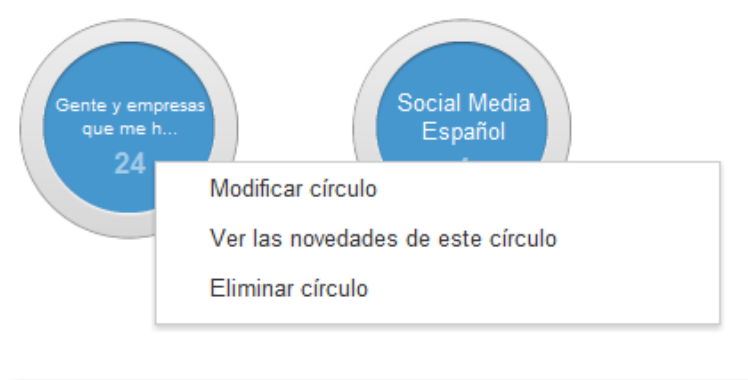 Gente y empresas
que me h...
24
Social Media
Español
Modificar círculo
Ver las novedades de este círculo
Eliminar círculo